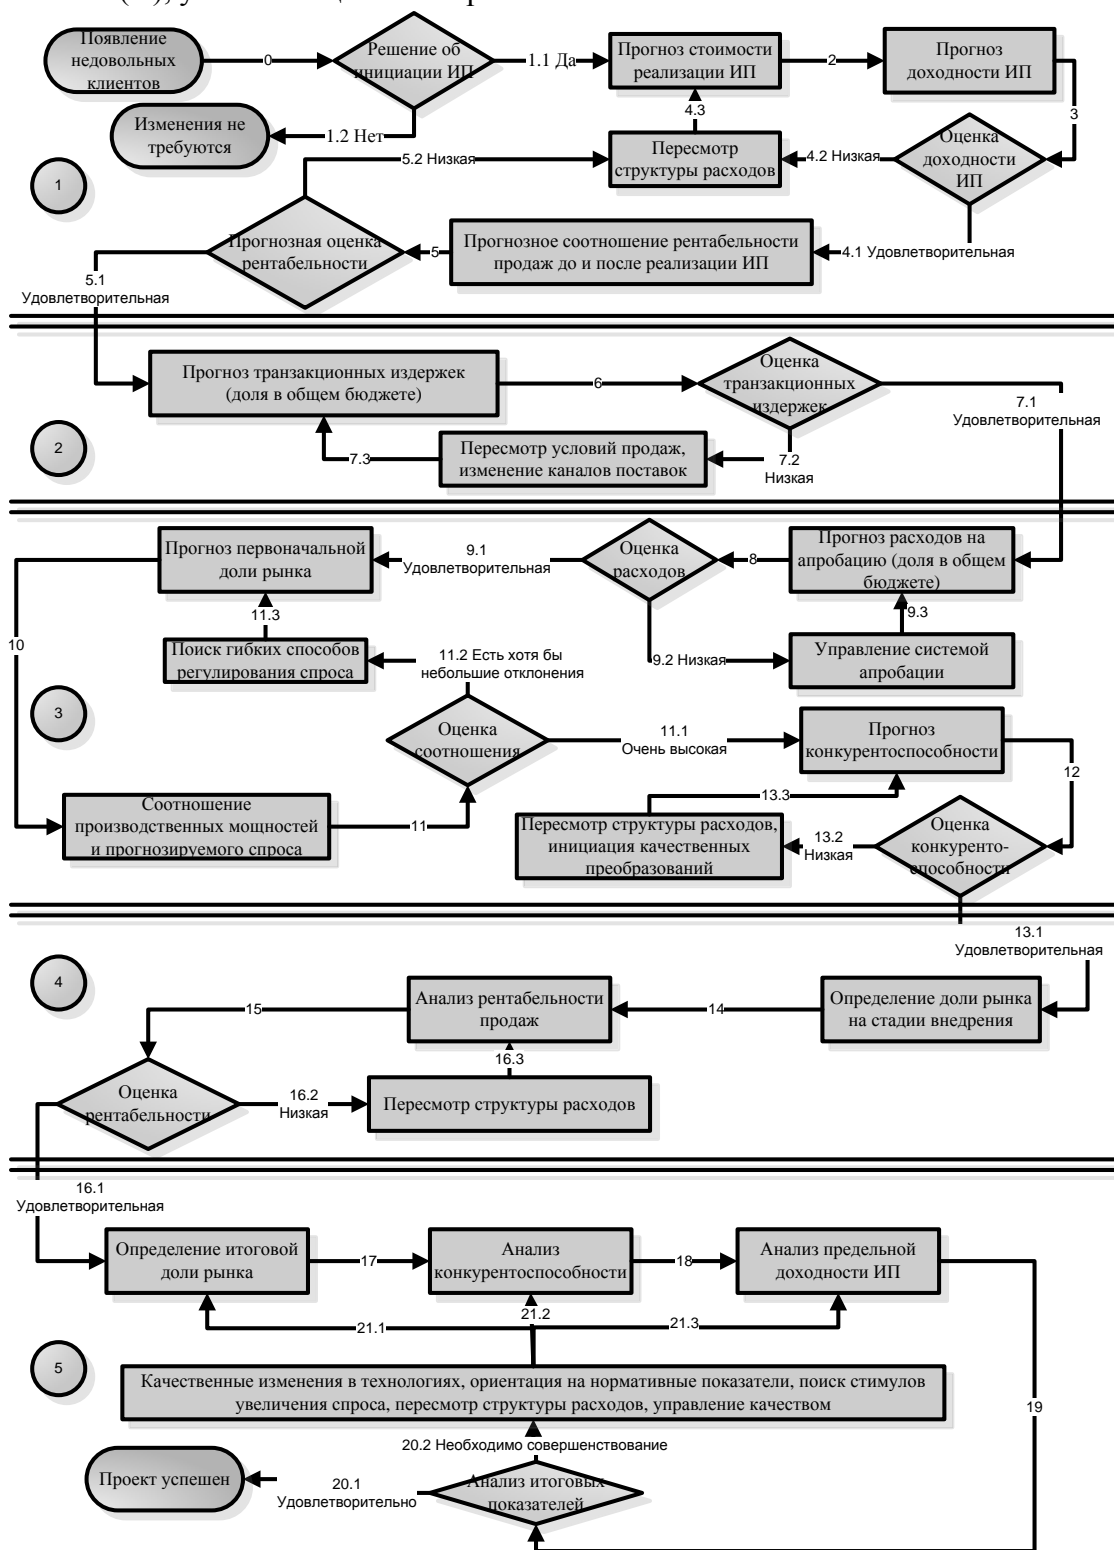 Появление
недовольных
клиентов
0
Решение об
инициации ИП
1.1 Да
Прогноз стоимости
реализации ИП
2
Прогноз
доходности ИП
3
Изменения не
требуются
1.2 Нет
4.3
Пересмотр
структуры расходов
4.2 Низкая
Оценка
доходности
ИП
5.2 Низкая
1
Прогнозная оценка
рентабельности
5
Прогнозное соотношение рентабельности
продаж до и после реализации ИП
4.1 Удовлетворительная
5.1
Удовлетворительная
Прогноз транзакционных издержек
(доля в общем бюджете)
6
Оценка
транзакционных
издержек
7.1
Удовлетворительная
2
7.3
Пересмотр условий продаж,
изменение каналов поставок
7.2
Низкая
Прогноз первоначальной
доли рынка
9.1
Удовлетворительная
Оценка
расходов
8
Прогноз расходов на
апробацию (доля в общем
бюджете)
9.3
11.3
10
Поиск гибких способов
регулирования спроса
11.2 Есть хотя бы
небольшие отклонения
9.2 Низкая
Управление системой
апробации
3
Оценка
соотношения
11.1
Очень высокая
Прогноз
конкурентоспособности
12
13.3
Соотношение
производственных мощностей
и прогнозируемого спроса
11
Пересмотр структуры расходов,
инициация качественных
преобразований
13.2
Низкая
Оценка
конкуренто-
способности
13.1
Удовлетворительная
4
15
Анализ рентабельности
продаж
14
Определение доли рынка
на стадии внедрения
16.3
Оценка
рентабельности
16.2
Низкая
Пересмотр структуры расходов
16.1
Удовлетворительная
Определение итоговой
доли рынка
17
Анализ
конкурентоспособности
18
Анализ предельной
доходности ИП
21.1
21.2
21.3
5
Качественные изменения в технологиях, ориентация на нормативные показатели, поиск стимулов
увеличения спроса, пересмотр структуры расходов, управление качеством
19
20.2 Необходимо совершенствование
Проект успешен
20.1
Удовлетворительно
Анализ итоговых
показателей